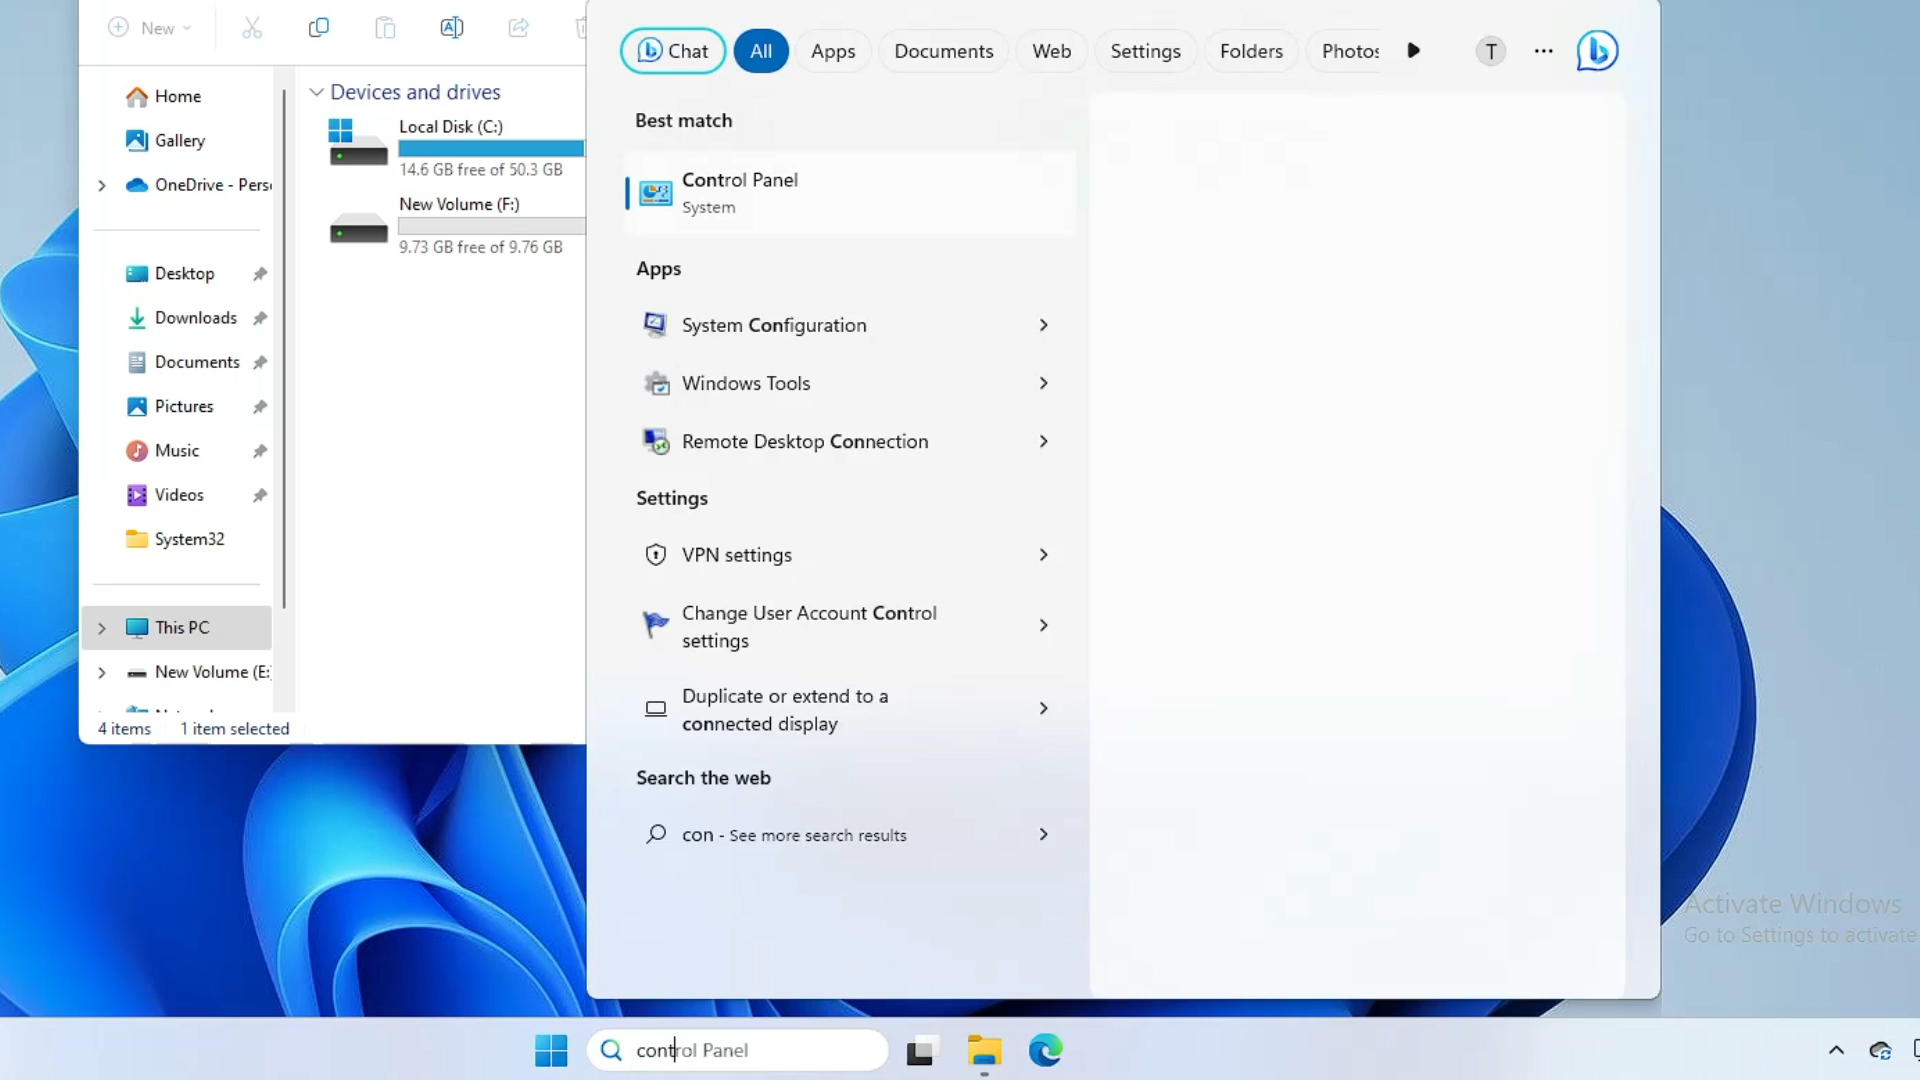 New
Home
Gallery
OneDrive - Pers
Desktop
Downloads
Documents
Pictures
Music
Videos
System32
This PC
New Volume (E:
4 items 1 item selected
Devices and drives
Local Disk (C:)
14.6 GB free of 50.3 GB
New Volume (F:)
9.73 GB free of 9.76 GB
Chat All Apps Documents Web Settings Folders Photos T
Best match
Control Panel
System
Apps
System Configuration
Windows Tools
Remote Desktop Connection
Settings
VPN settings
Change User Account Control
settings
Duplicate or extend to a
connected display
Search the web
con - See more search results
Activate Windows
Go to Settings to activate
control Panel